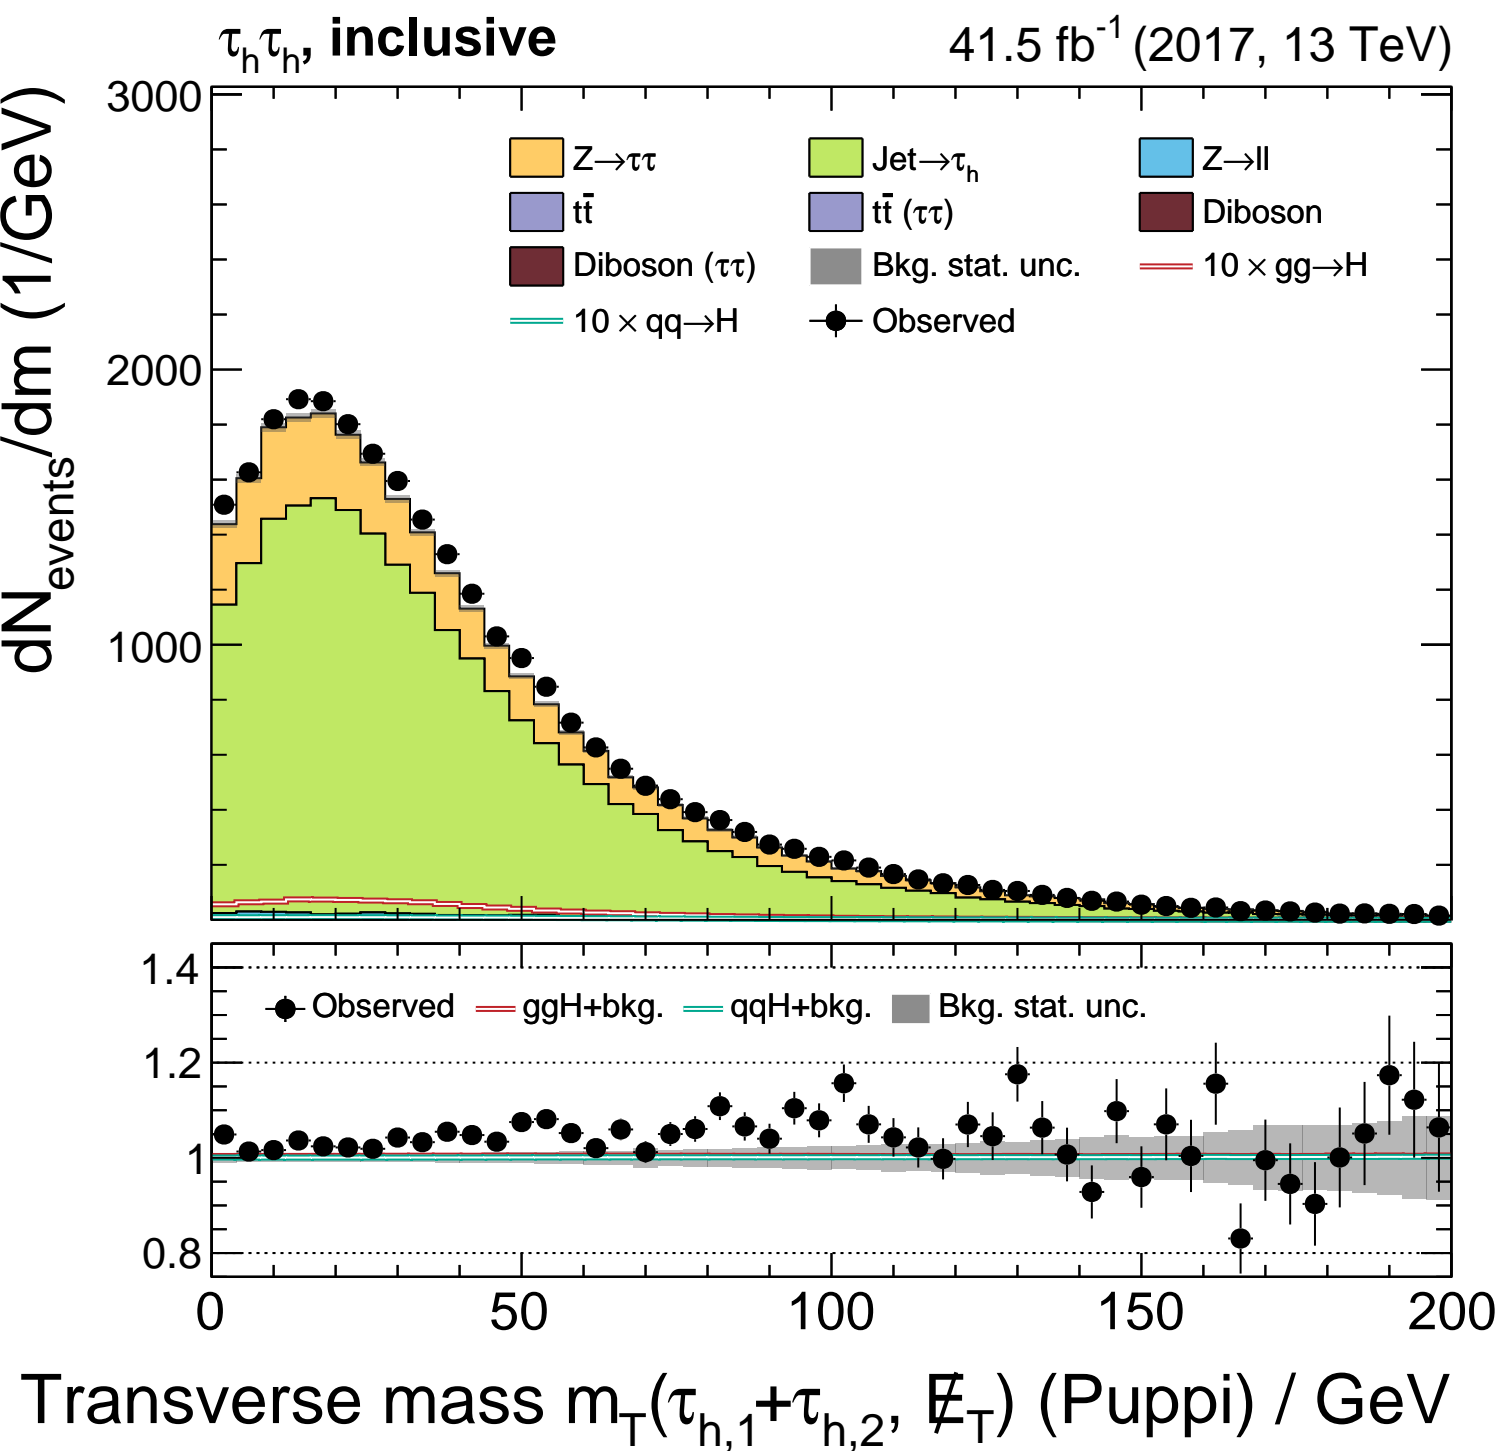 τhτh, inclusive 41.5 fb-1 (2017, 13 TeV)
dNevents/dm (1/GeV)
3000
2000
1000
Z→ττ Jet→τh Z→ll
tt̄ tt̄ (ττ) Diboson
Diboson (ττ) Bkg. stat. unc. 10 × gg→H
10 × qq→H Observed
1.4
1.2
1
0.8
Observed ggH+bkg. qqH+bkg. Bkg. stat. unc.
0 50 100 150 200
Transverse mass mT(τh,1+τh,2, E̸T) (Puppi) / GeV